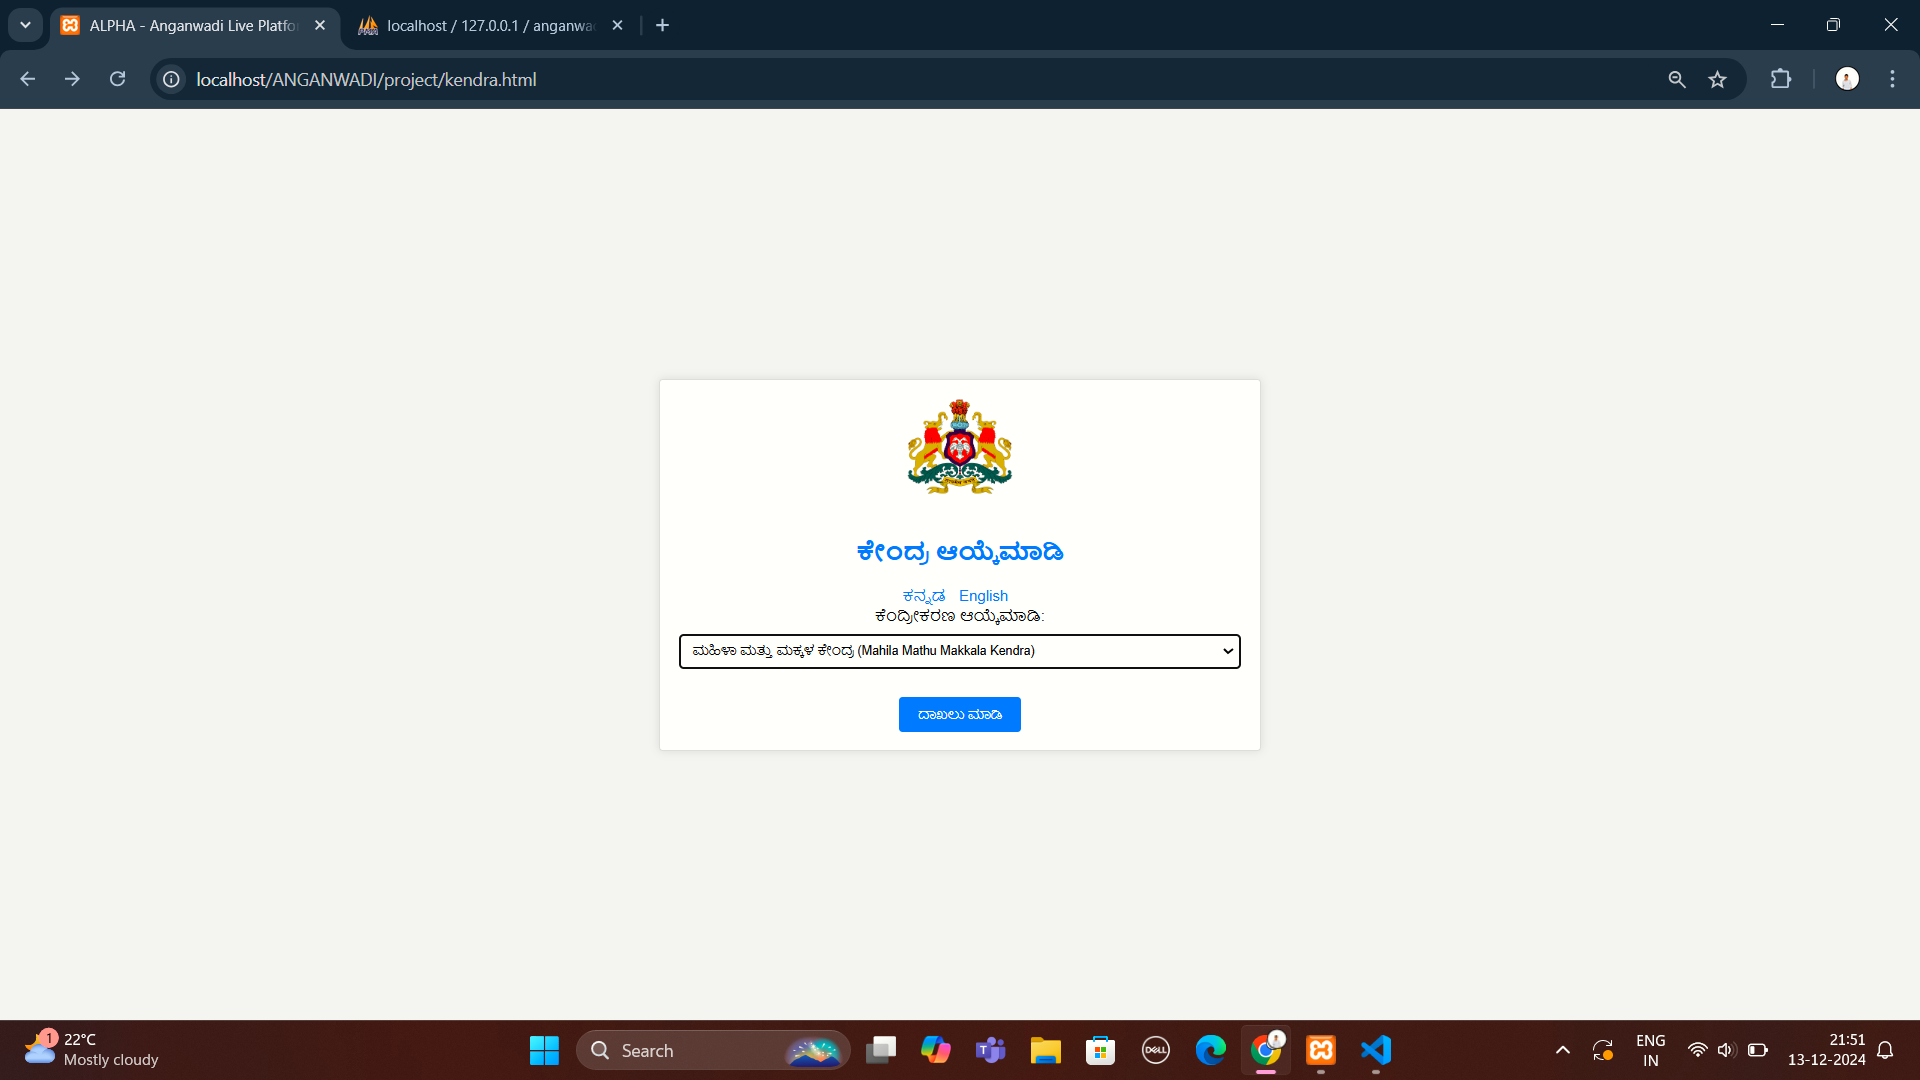 ALPHA - Anganwadi Live Platfo
localhost / 127.0.0.1 / anganwa
localhost/ANGANWADI/project/kendra.html
ಕೇಂದ್ರ ಆಯ್ಕೆಮಾಡಿ
ಕನ್ನಡ English
ಕೆಂದ್ರೀಕರಣ ಆಯ್ಕೆಮಾಡಿ:
ಮಹಿಳಾ ಮತ್ತು ಮಕ್ಕಳ ಕೇಂದ್ರ (Mahila Mathu Makkala Kendra)
ದಾಖಲು ಮಾಡಿ
1
22°C
Mostly cloudy
Search
DELL
ENG
IN
21:51
13-12-2024